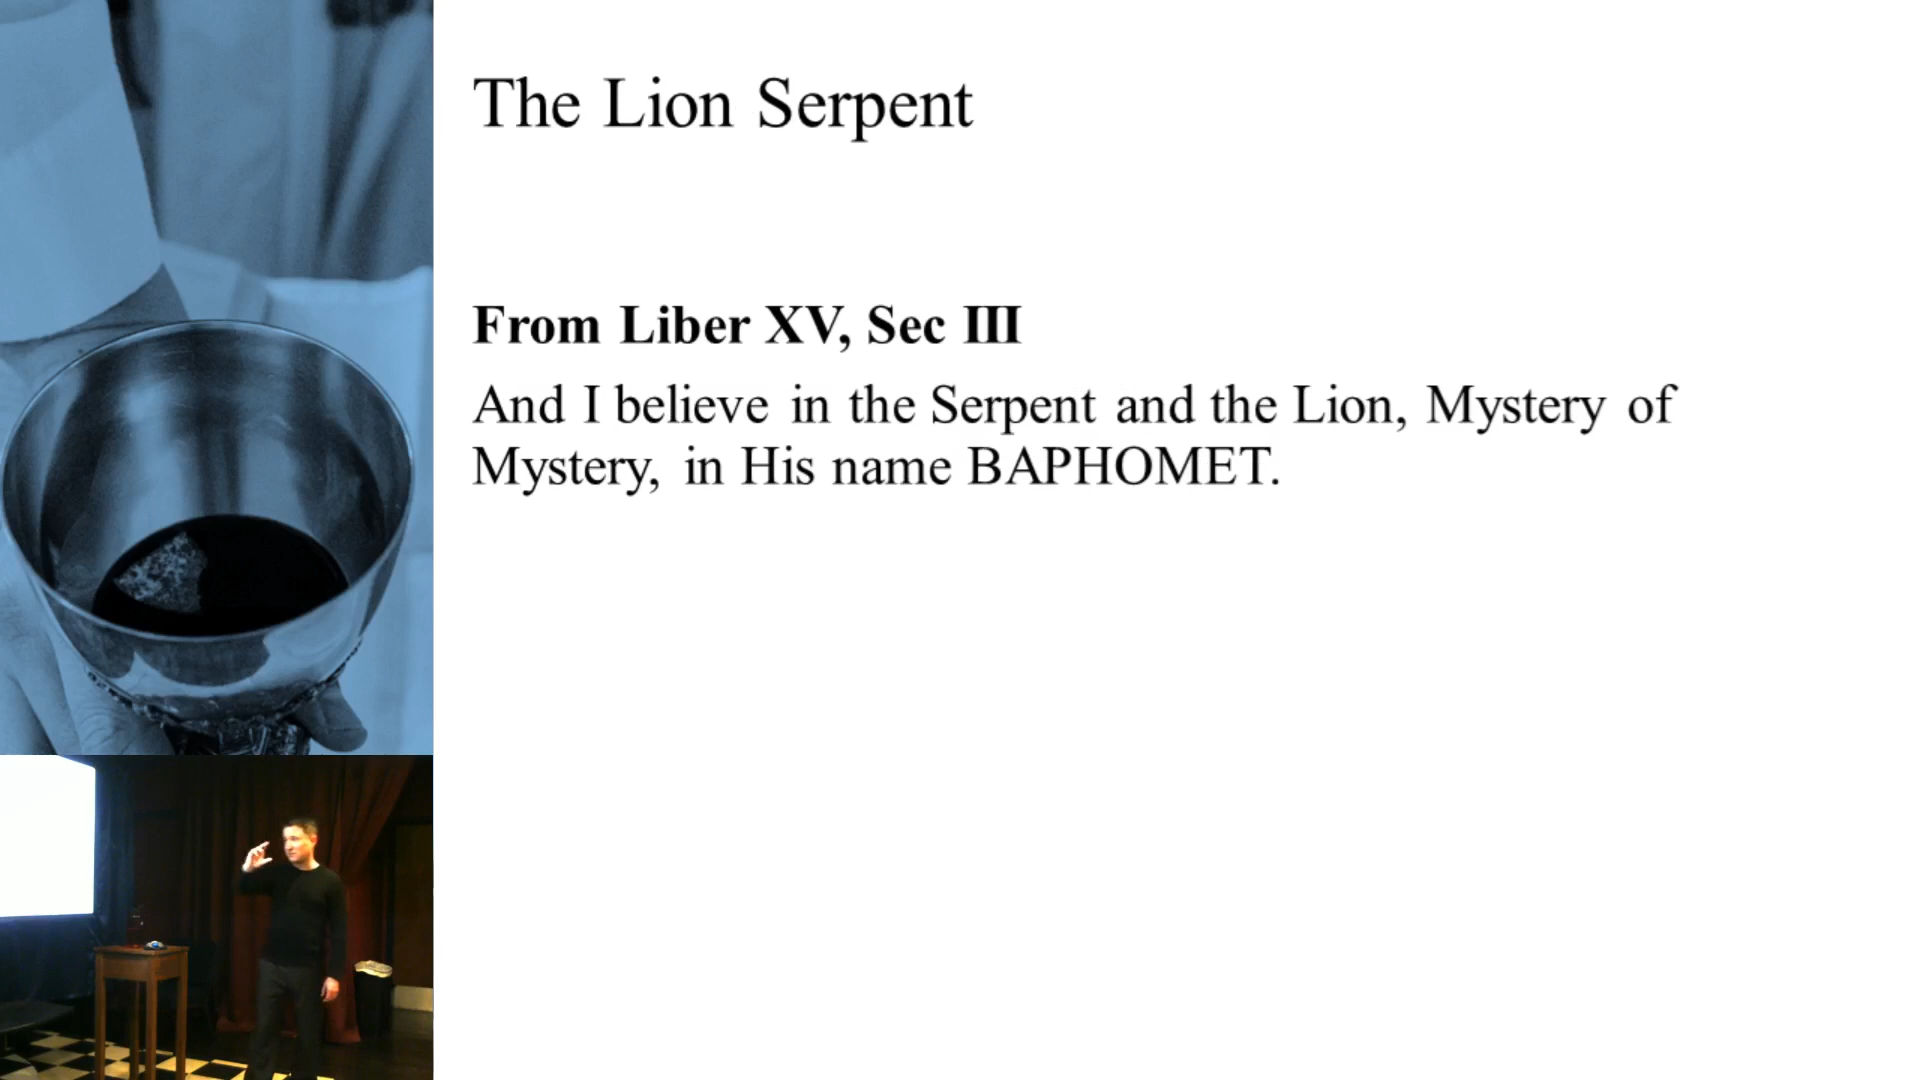 The Lion Serpent
From Liber XV, Sec III
And I believe in the Serpent and the Lion, Mystery of
Mystery, in His name BAPHOMET.